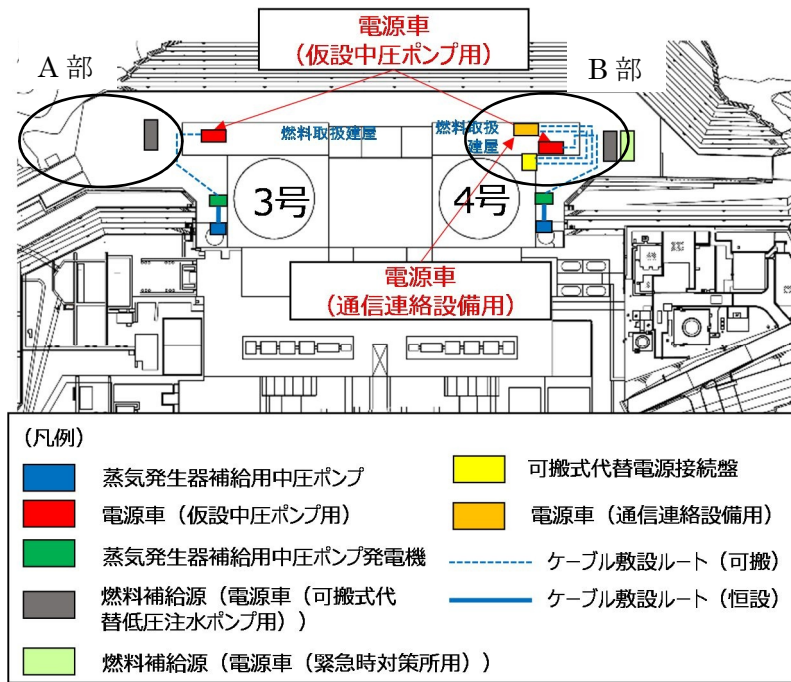 電源車
(仮設中圧ポンプ用)
A 部
B 部
燃料取扱建屋
燃料取扱
建屋
3号
4号
電源車
(通信連絡設備用)
(凡例)
蒸気発生器補給用中圧ポンプ
電源車(仮設中圧ポンプ用)
蒸気発生器補給用中圧ポンプ発電機
燃料補給源(電源車(可搬式代
替低圧注水ポンプ用))
燃料補給源(電源車(緊急時対策所用))
可搬式代替電源接続盤
電源車(通信連絡設備用)
ケーブル敷設ルート(可搬)
ケーブル敷設ルート(恒設)